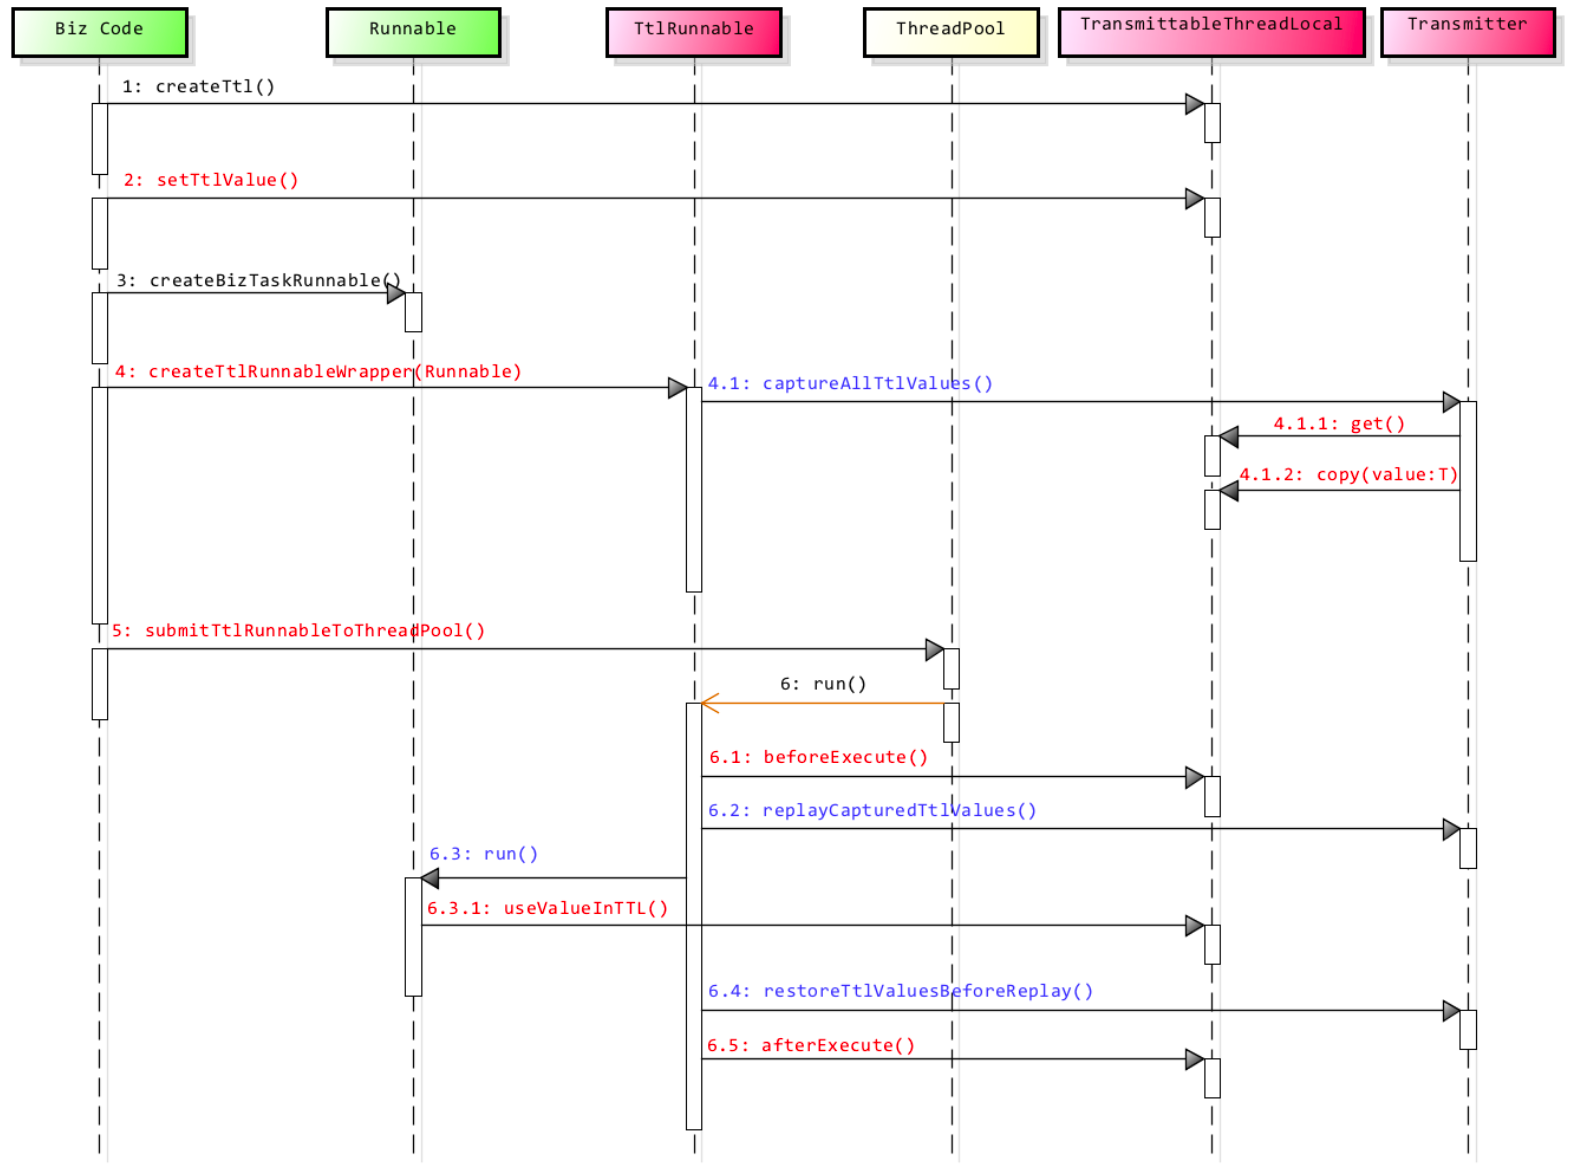 Biz Code
Runnable
TtlRunnable
ThreadPool
TransmittableThreadLocal
Transmitter
1: createTtl()
2: setTtlValue()
3: createBizTaskRunnable()
4: createTtlRunnableWrapper(Runnable)
4.1: captureAllTtlValues()
4.1.1: get()
4.1.2: copy(value:T)
5: submitTtlRunnableToThreadPool()
6: run()
6.1: beforeExecute()
6.2: replayCapturedTtlValues()
6.3: run()
6.3.1: useValueInTTL()
6.4: restoreTtlValuesBeforeReplay()
6.5: afterExecute()